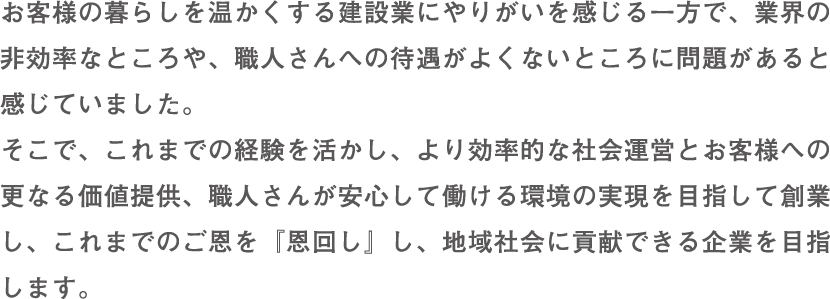 お客様の暮らしを温かくする建設業にやりがいを感じる一方で、業界の
非効率なところや、職人さんへの待遇がよくないところに問題があると
感じていました。
そこで、これまでの経験を活かし、より効率的な社会運営とお客様への
更なる価値提供、職人さんが安心して働ける環境の実現を目指して創業
し、これまでのご恩を『恩回し』し、地域社会に貢献できる企業を目指
します。